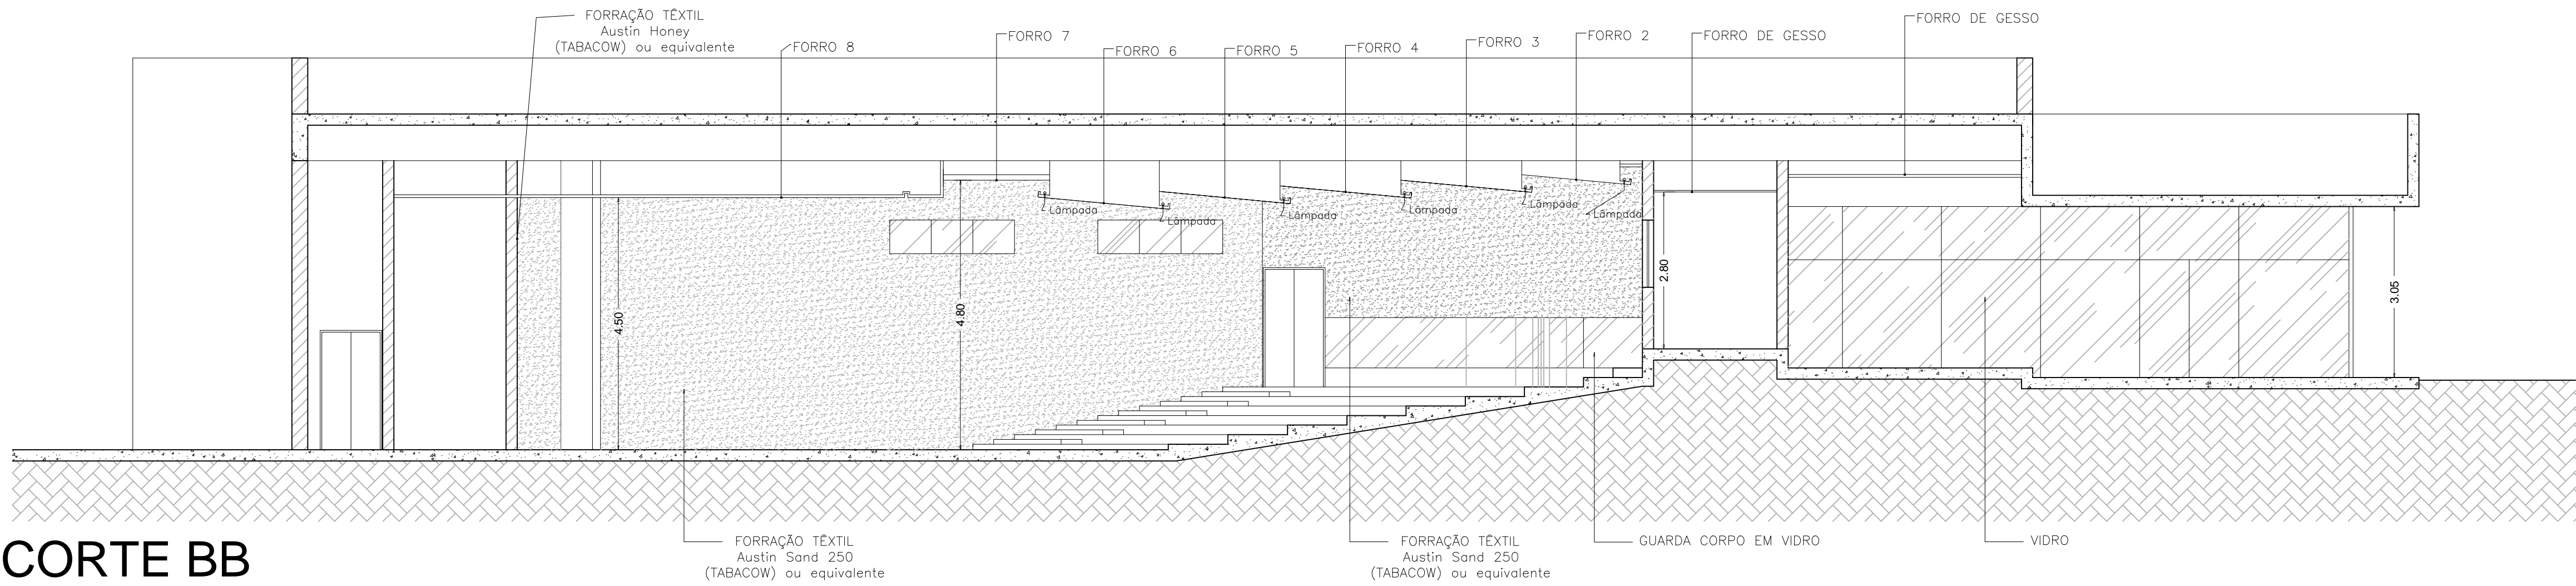 FORRAÇÃO TÊXTIL
Austin Honey
(TABACOW) ou equivalente
FORRO 8
FORRO 7
FORRO 6
FORRO 5
FORRO 4
FORRO 3
FORRO 2
FORRO DE GESSO
FORRO DE GESSO
Lâmpada
Lâmpada
Lâmpada
Lâmpada
Lâmpada
Lâmpada
4.50
4.80
2.80
3.05
FORRAÇÃO TÊXTIL
Austin Sand 250
(TABACOW) ou equivalente
FORRAÇÃO TÊXTIL
Austin Sand 250
(TABACOW) ou equivalente
GUARDA CORPO EM VIDRO
VIDRO
CORTE BB